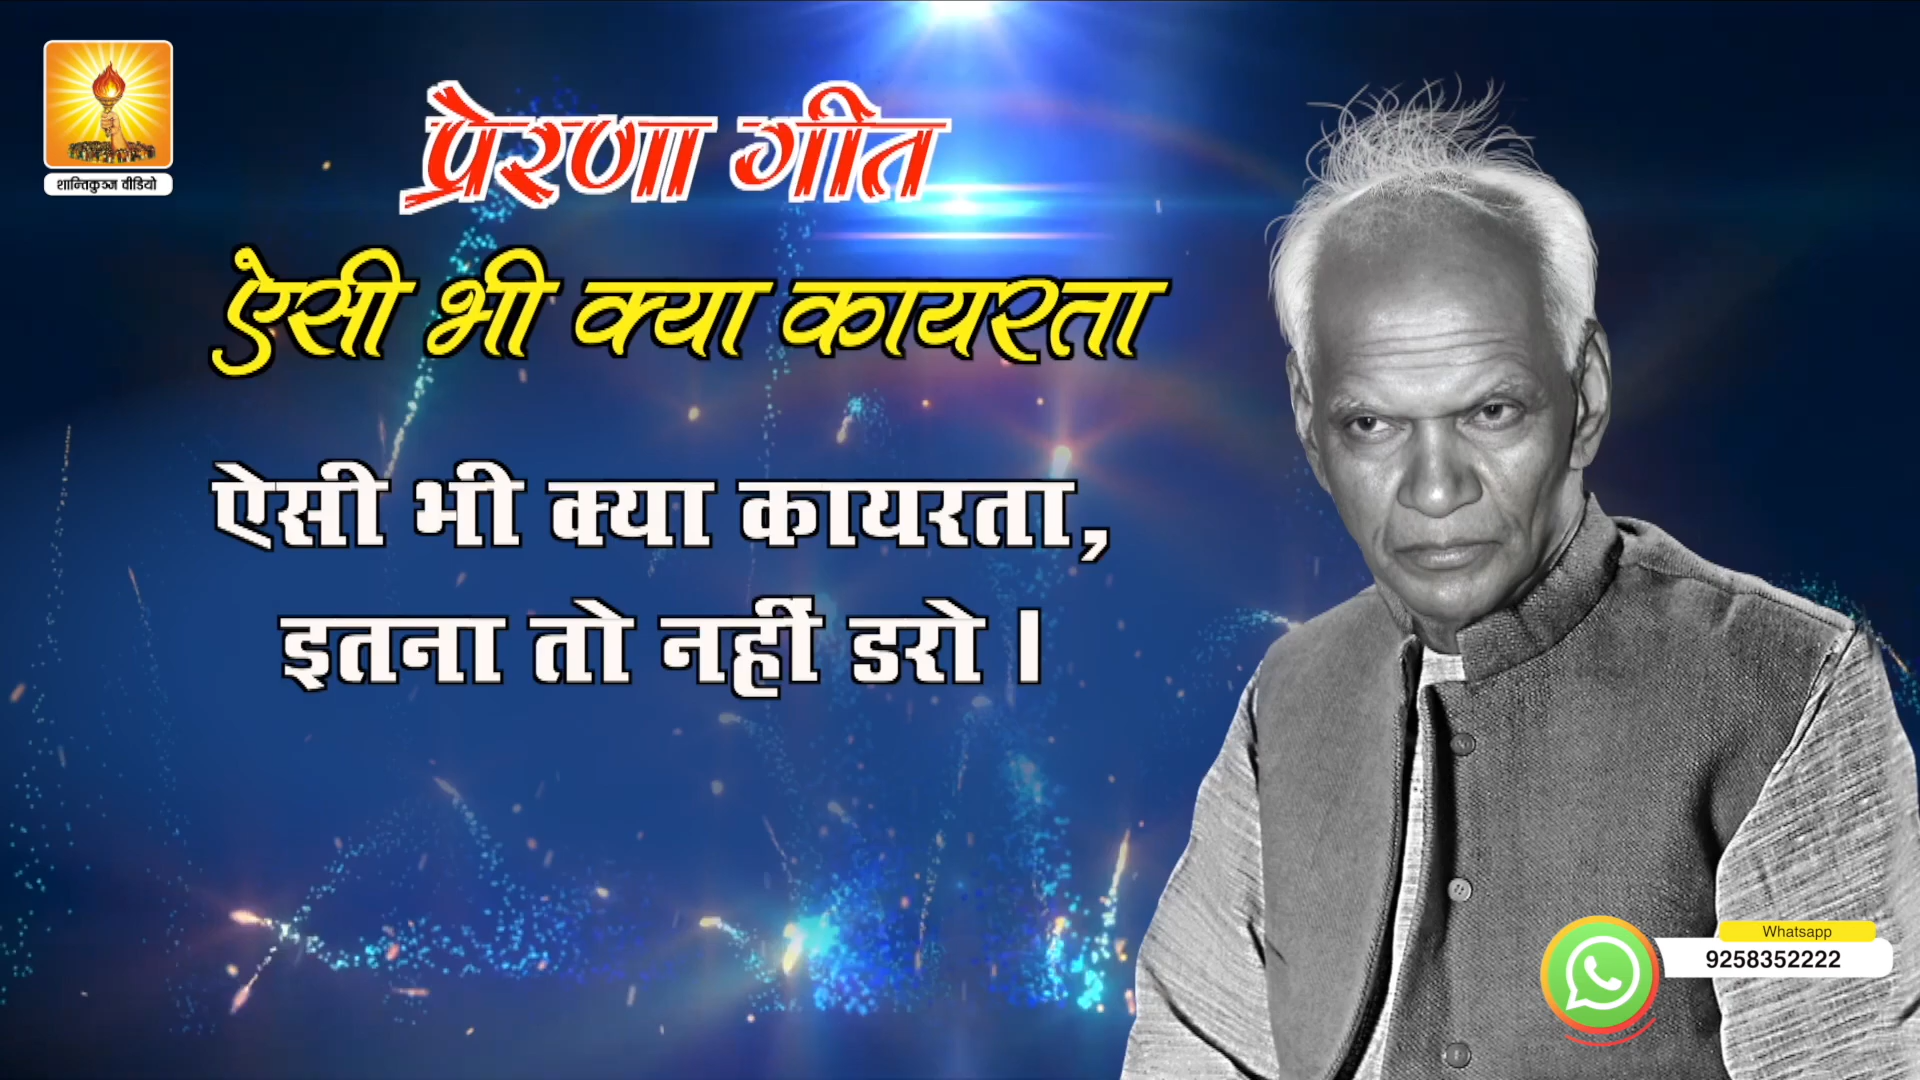 शान्तिकुञ्ज वीडियो
प्रेरणा गीत
ऐसी भी क्या कायरता
ऐसी भी क्या कायरता,
इतना तो नहीं डरो ।
Whatsapp
9258352222